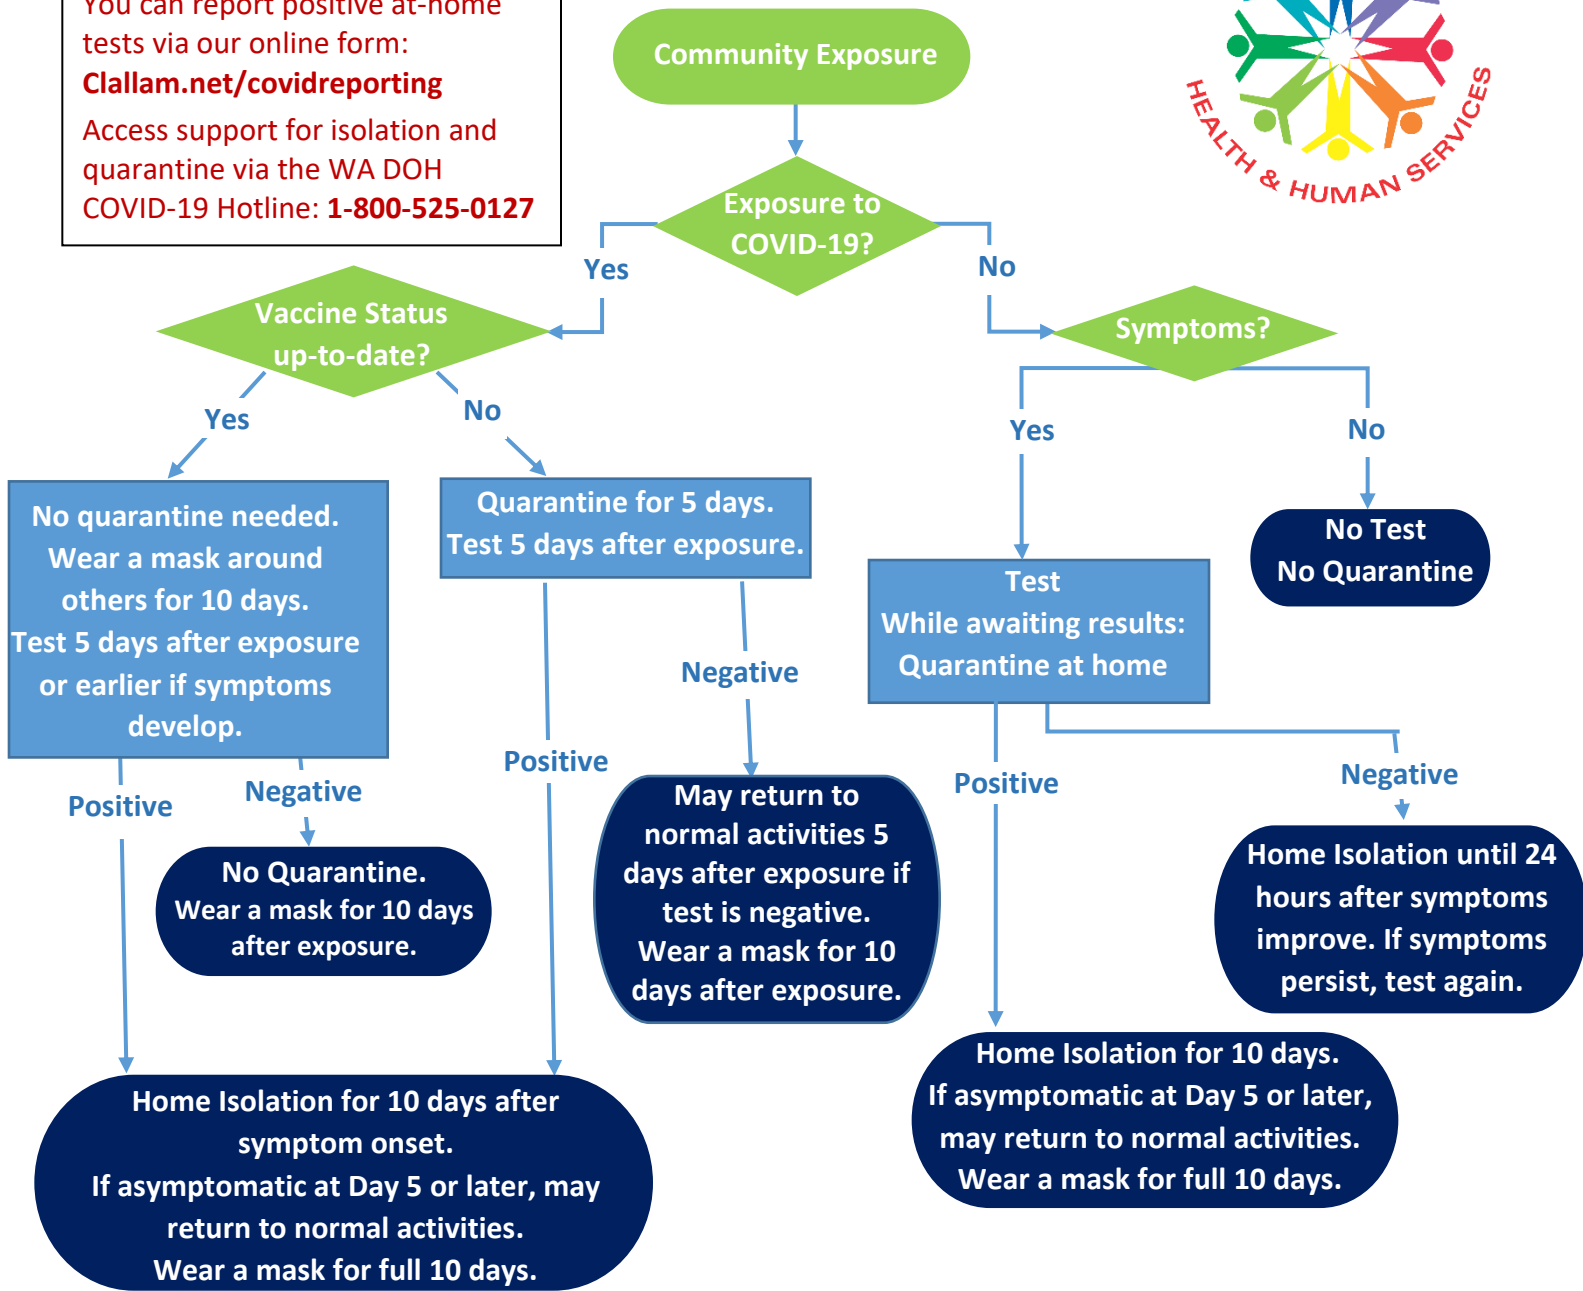 You can report positive at-home
tests via our online form:
Clallam.net/covidreporting
Access support for isolation and
quarantine via the WA DOH
COVID-19 Hotline: 1-800-525-0127
Community Exposure
HEALTH & HUMAN SERVICES
Exposure to
COVID-19?
Yes
No
Vaccine Status
up-to-date?
Symptoms?
Yes
No
Yes
No
No quarantine needed.
Wear a mask around
others for 10 days.
Test 5 days after exposure
or earlier if symptoms
develop.
Quarantine for 5 days.
Test 5 days after exposure.
Test
While awaiting results:
Quarantine at home
No Test
No Quarantine
Positive
Negative
Positive
Negative
Positive
Negative
No Quarantine.
Wear a mask for 10 days
after exposure.
May return to
normal activities 5
days after exposure if
test is negative.
Wear a mask for 10
days after exposure.
Home Isolation until 24
hours after symptoms
improve. If symptoms
persist, test again.
Home Isolation for 10 days after
symptom onset.
If asymptomatic at Day 5 or later, may
return to normal activities.
Wear a mask for full 10 days.
Home Isolation for 10 days.
If asymptomatic at Day 5 or later,
may return to normal activities.
Wear a mask for full 10 days.